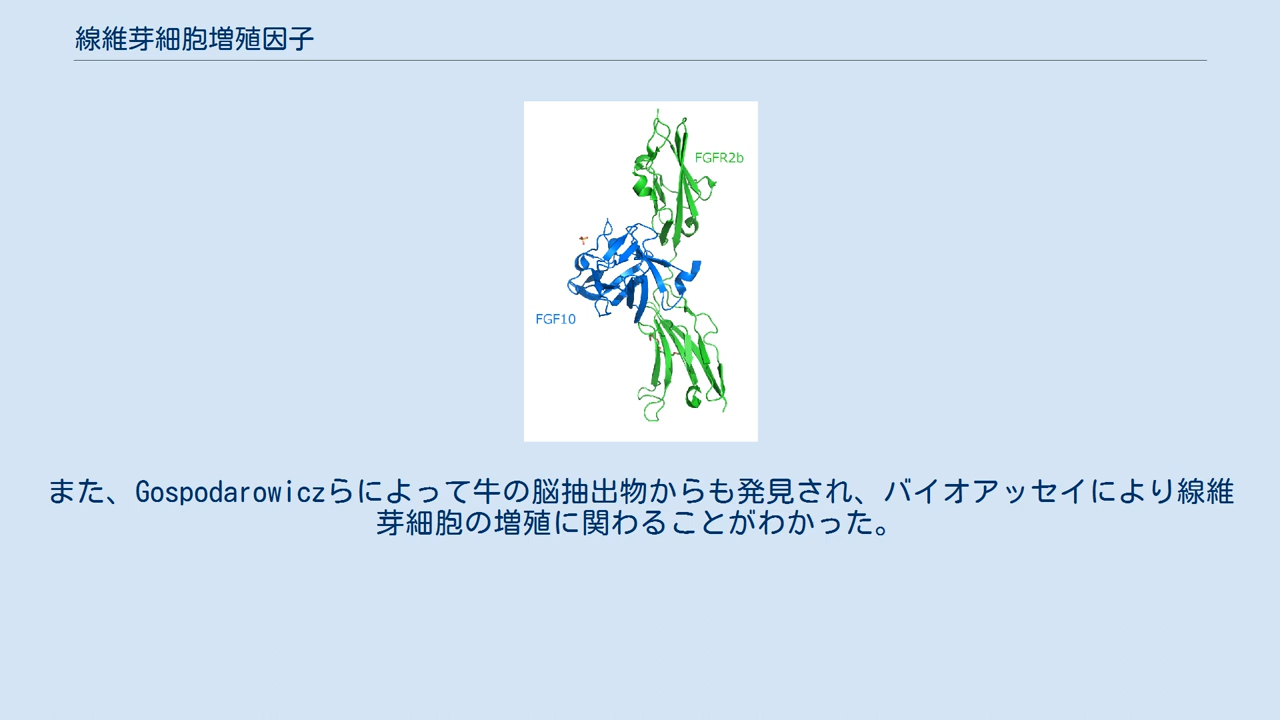 線維芽細胞増殖因子
FGFR2b
FGF10
また、Gospodarowiczらによって牛の脳抽出物からも発見され、バイオアッセイにより線維
芽細胞の増殖に関わることがわかった。